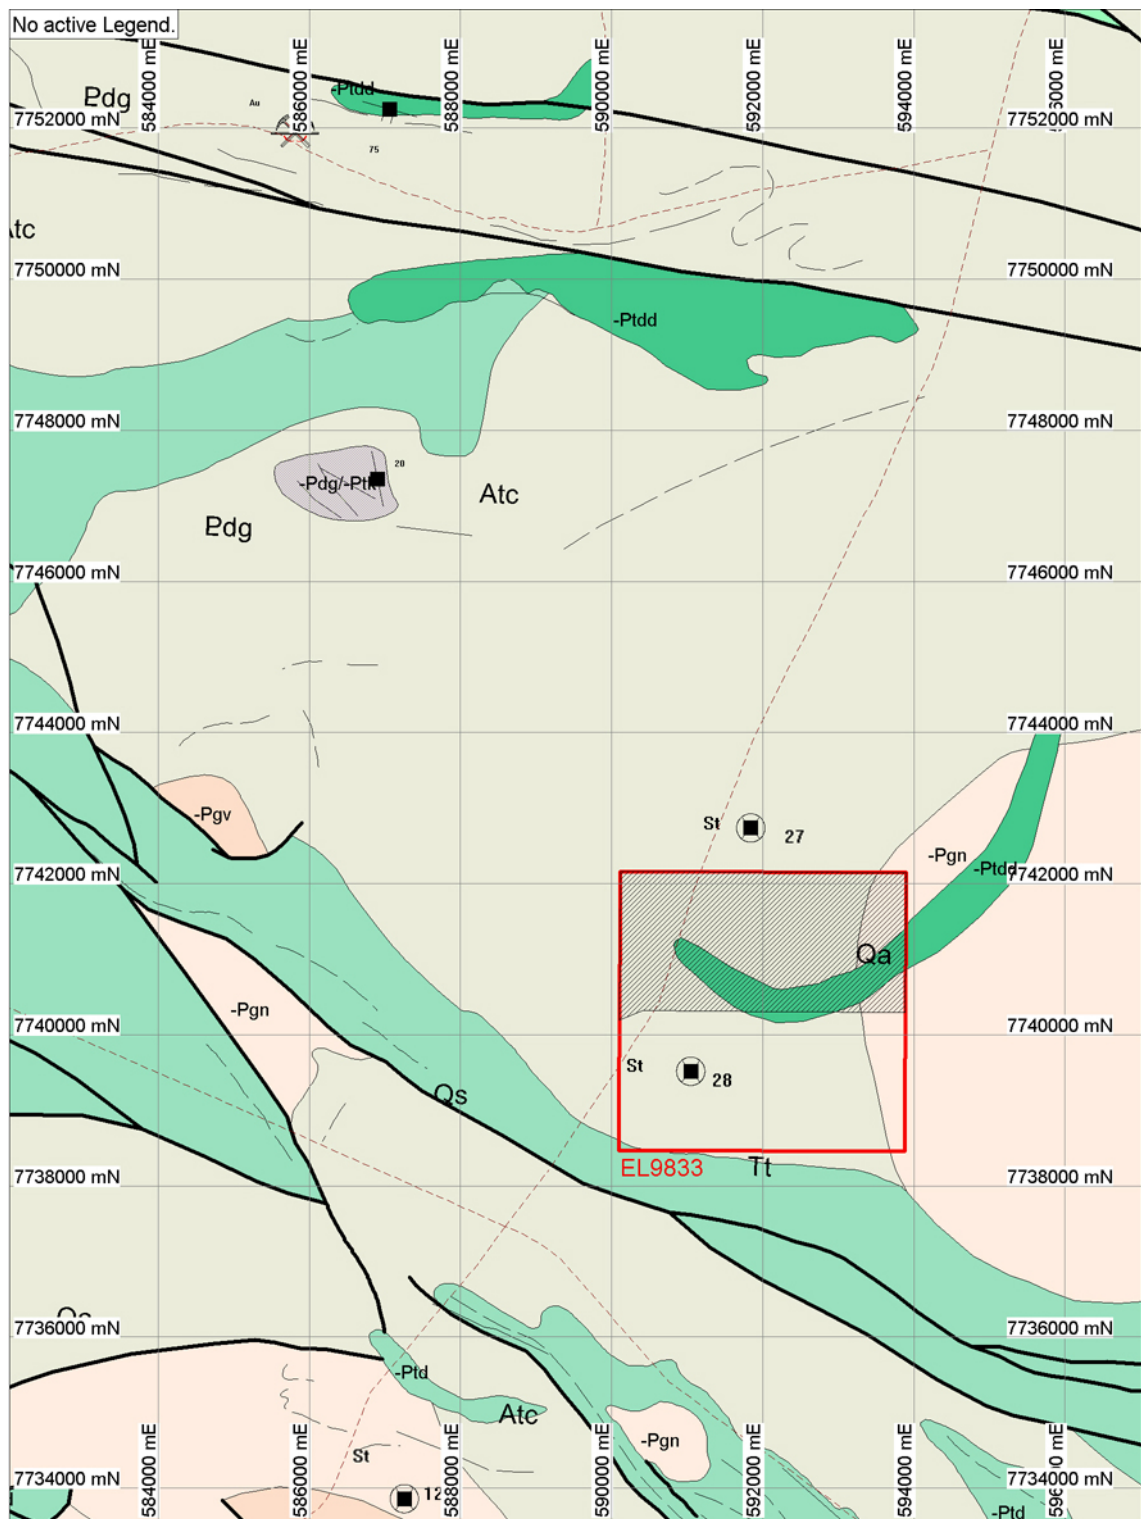 No active Legend.
584000 mE
586000 mE
588000 mE
590000 mE
592000 mE
594000 mE
-Ptdd
Pdg
Au
7752000 mN
7752000 mN
75
Atc
7750000 mN
7750000 mN
-Ptdd
7748000 mN
7748000 mN
20
-Pdg/-Ptk
Atc
Pdg
7746000 mN
7746000 mN
7744000 mN
7744000 mN
-Pgv
St
27
-Pgn
-Ptdd
7742000 mN
7742000 mN
Qa
-Pgn
7740000 mN
7740000 mN
St
28
Qs
EL9833
Tt
7738000 mN
7738000 mN
Qs
7736000 mN
7736000 mN
-Ptd
Atc
-Pgn
St
7734000 mN
7734000 mN
12
-Ptd
584000 mE
586000 mE
588000 mE
590000 mE
592000 mE
594000 mE